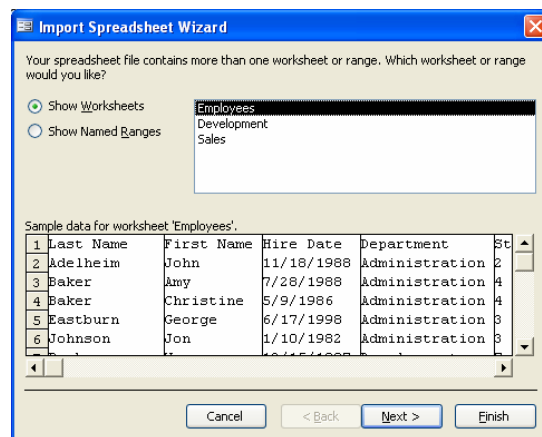 Import Spreadsheet Wizard
Your spreadsheet file contains more than one worksheet or range. Which worksheet or range
would you like?
Show Worksheets
Show Named Ranges
Employees
Development
Sales
Sample data for worksheet 'Employees'.
1 Last Name First Name Hire Date Department St
2 Adelheim John 11/18/1988 Administration 2
3 Baker Amy 7/28/1988 Administration 4
4 Baker Christine 5/9/1986 Administration 4
5 Eastburn George 6/17/1998 Administration 3
6 Johnson Jon 1/10/1982 Administration 3
Cancel < Back Next > Finish